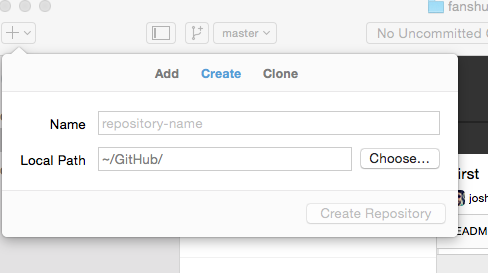 fanshu
master
No Uncommitted
Add Create Clone
Name repository-name
Local Path ~/GitHub/ Choose...
Create Repository
irst
josh
EADM